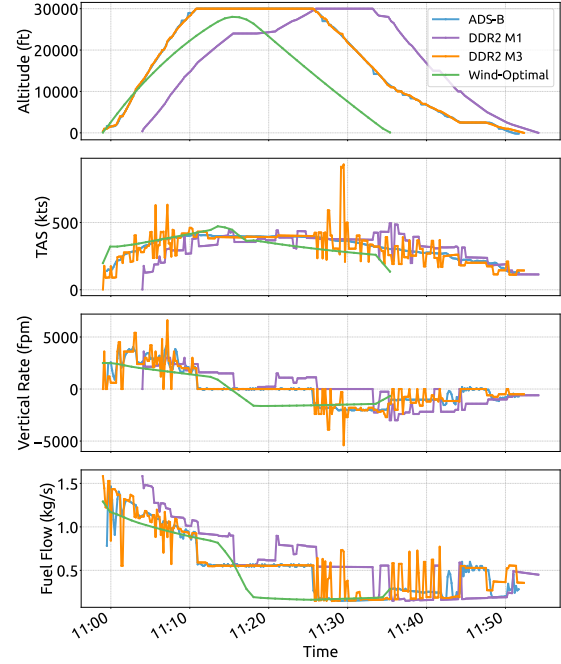 30000
20000
10000
0
Altitude (ft)
ADS-B
DDR2 M1
DDR2 M3
Wind-Optimal
500
0
TAS (kts)
5000
0
−5000
Vertical Rate (fpm)
1.5
1.0
0.5
Fuel Flow (kg/s)
11:00
11:10
11:20
11:30
11:40
11:50
Time